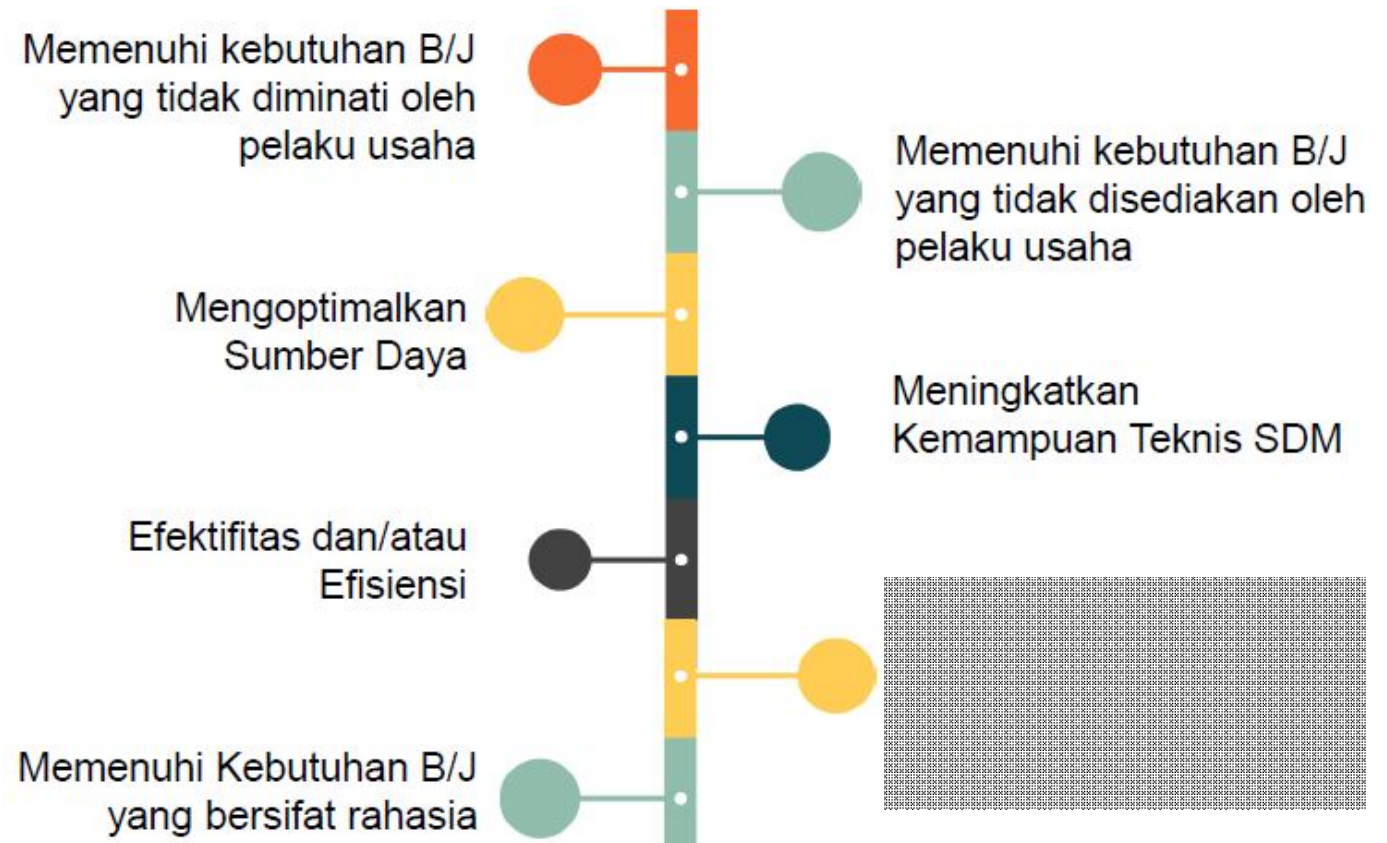 Memenuhi kebutuhan B/J
yang tidak diminati oleh
pelaku usaha
Memenuhi kebutuhan B/J
yang tidak disediakan oleh
pelaku usaha
Mengoptimalkan
Sumber Daya
Meningkatkan
Kemampuan Teknis SDM
Efektifitas dan/atau
Efisiensi
Memenuhi Kebutuhan B/J
yang bersifat rahasia